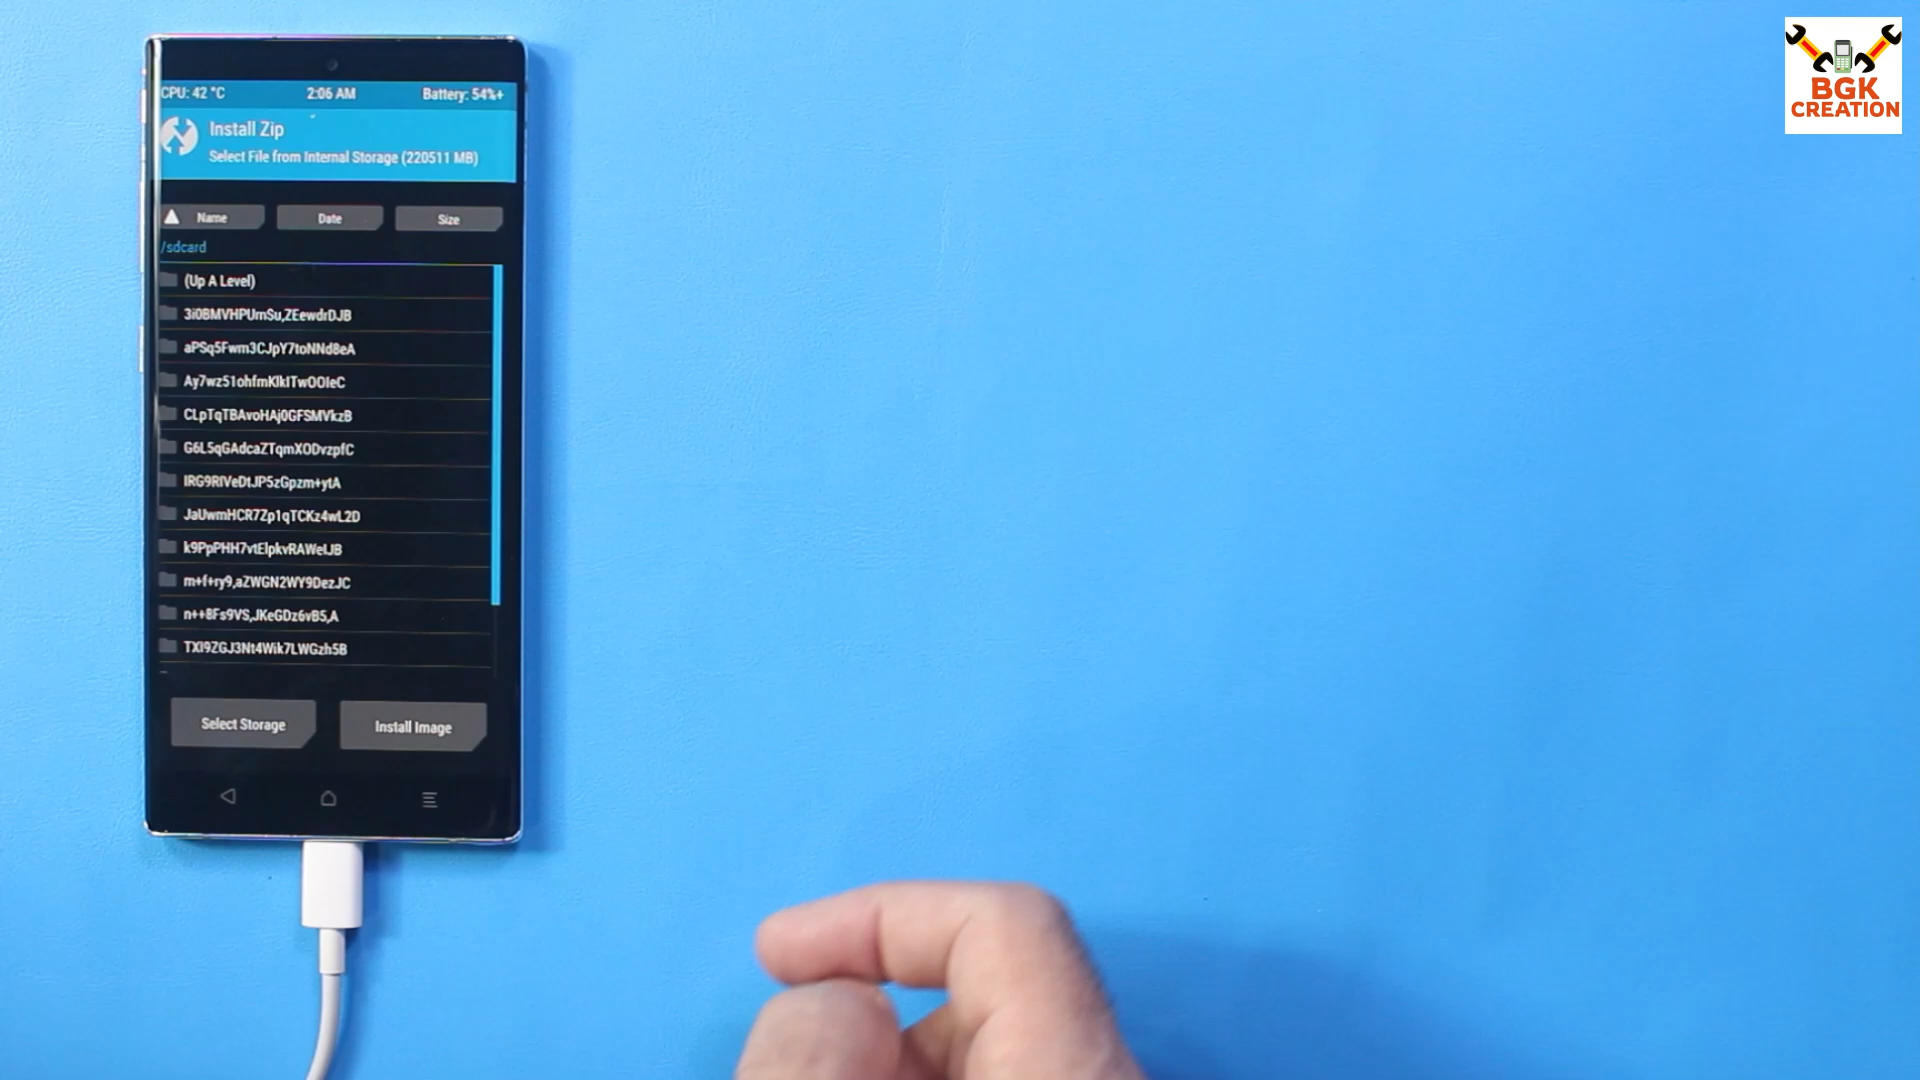 CPU: 42 °C 2:06 AM Battery: 54%+
Install Zip
Select File from Internal Storage (220511 MB)
Name Date Size
/sdcard
(Up A Level)
3i0BMVHPUmSu,ZEewdrDJB
aPSq5Fwm3CJpY7toNNd8eA
Ay7wz51ohfmKlkITwOOIeC
CLpTqTBAvoHAj0GFSMVkzB
G6L5qGAdcaZTqmXODvzpfC
IRG9RIVeDtJP5zGpzm+ytA
JaUwmHCR7Zp1qTCKz4wL2D
k9PpPHH7vtElpkvRAWeIJB
m+f+ry9,aZWGN2WY9DezJC
n++8Fs9VS,JKeGDz6vB5,A
TXI9ZGJ3Nt4Wik7LWGzh5B
Select Storage Install Image
BGK
CREATION